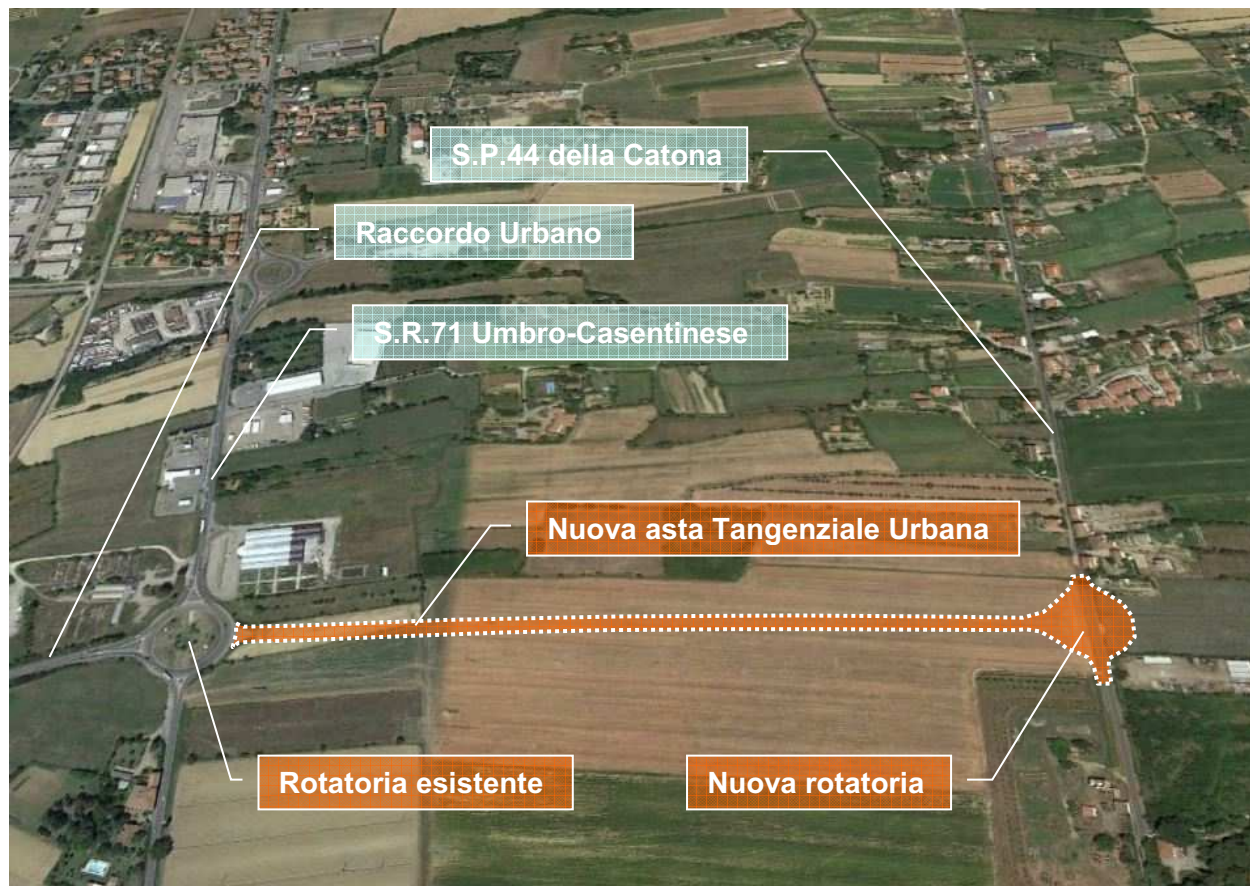 S.P.44 della Catona
Raccordo Urbano
S.R.71 Umbro-Casentinese
Nuova asta Tangenziale Urbana
Rotatoria esistente
Nuova rotatoria